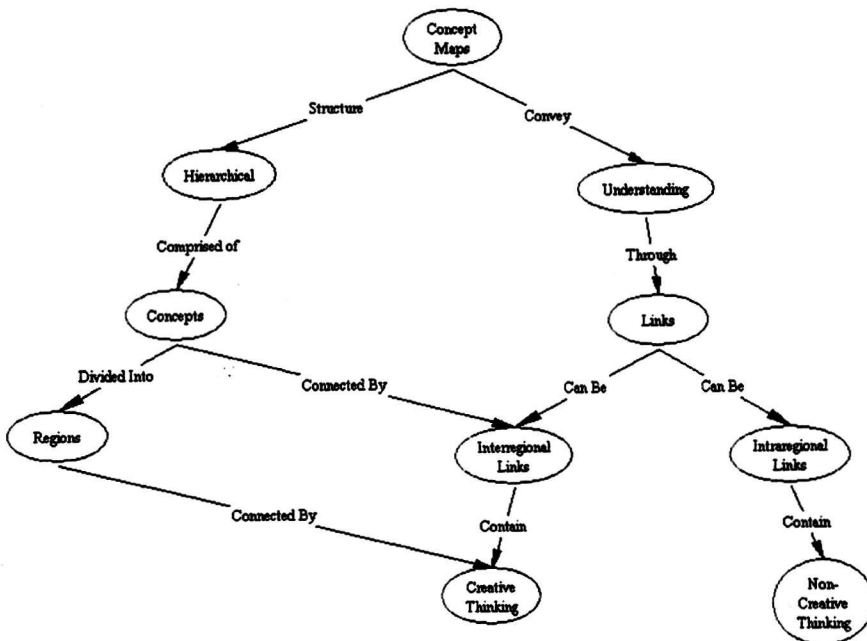 Concept
Maps
Structure
Convey
Hierarchical
Understanding
Comprised of
Through
Concepts
Links
Divided Into
Connected By
Can Be
Can Be
Regions
Interregional
Links
Intraregional
Links
Connected By
Contain
Contain
Creative
Thinking
Non-
Creative
Thinking